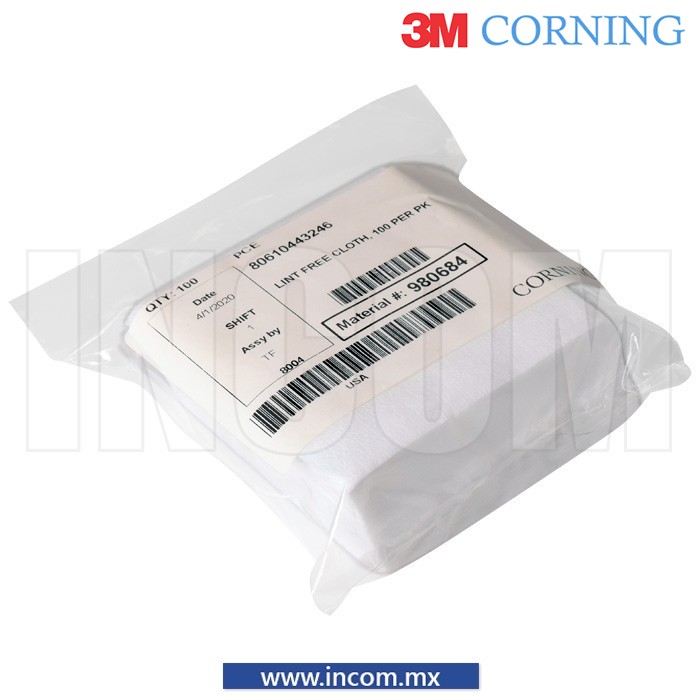 3M CORNING
INCOM
QTY: 100
PCE
80610443246
LINT FREE CLOTH, 100 PER PK
Date
4/1/2020
SHIFT
1
Assy by
TF
8004
Material #: 980684
USA
CORNING
www.incom.mx